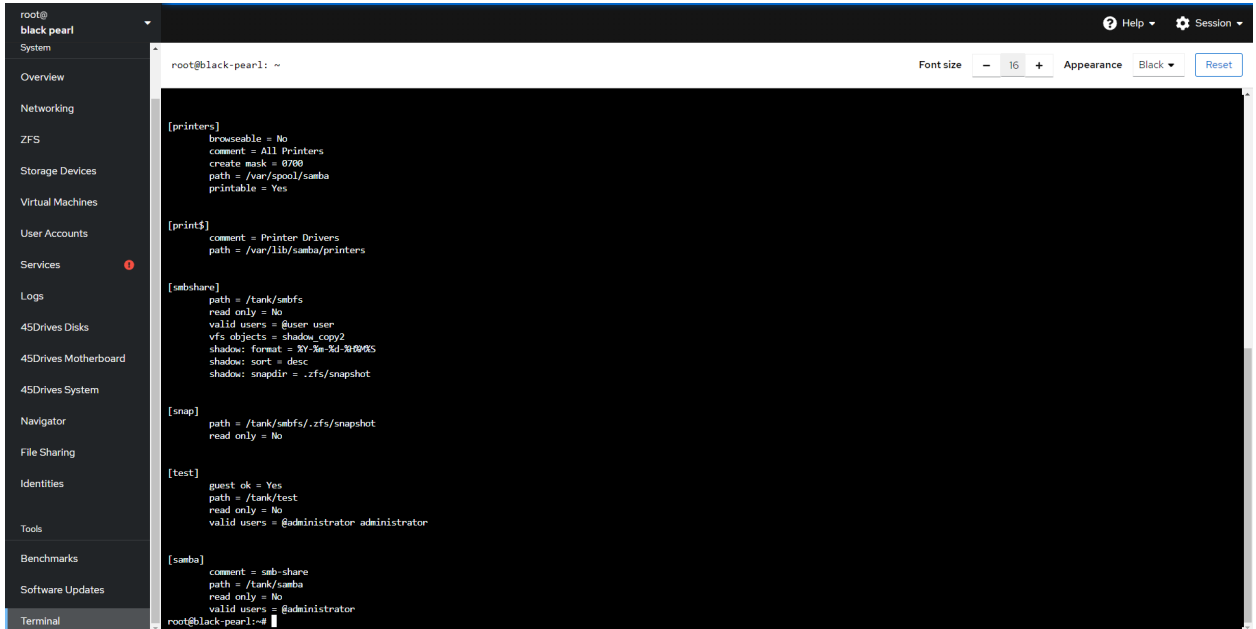 root@
black pearl
Help
Session
System
Overview
Networking
ZFS
Storage Devices
Virtual Machines
User Accounts
Services
Logs
45Drives Disks
45Drives Motherboard
45Drives System
Navigator
File Sharing
Identities
Tools
Benchmarks
Software Updates
Terminal
root@black-pearl: ~
Font size - 16 + Appearance Black Reset
[printers]
browseable = No
comment = All Printers
create mask = 0700
path = /var/spool/samba
printable = Yes
[print$]
comment = Printer Drivers
path = /var/lib/samba/printers
[smbshare]
path = /tank/smbfs
read only = No
valid users = @user user
vfs objects = shadow_copy2
shadow: format =
shadow: sort = desc
shadow: snapdir = .zfs/snapshot
[snap]
path = /tank/smbfs/.zfs/snapshot
read only = No
[test]
guest ok = Yes
path = /tank/test
read only = No
valid users = @administrator administrator
[samba]
comment = smb-share
path = /tank/samba
read only = No
valid users = @administrator
root@black-pearl:~#